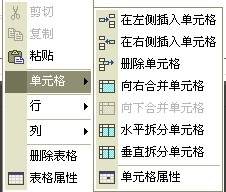 剪切
复制
粘贴
单元格
行
列
删除表格
表格属性
在左侧插入单元格
在右侧插入单元格
删除单元格
向右合并单元格
向下合并单元格
水平拆分单元格
垂直拆分单元格
单元格属性